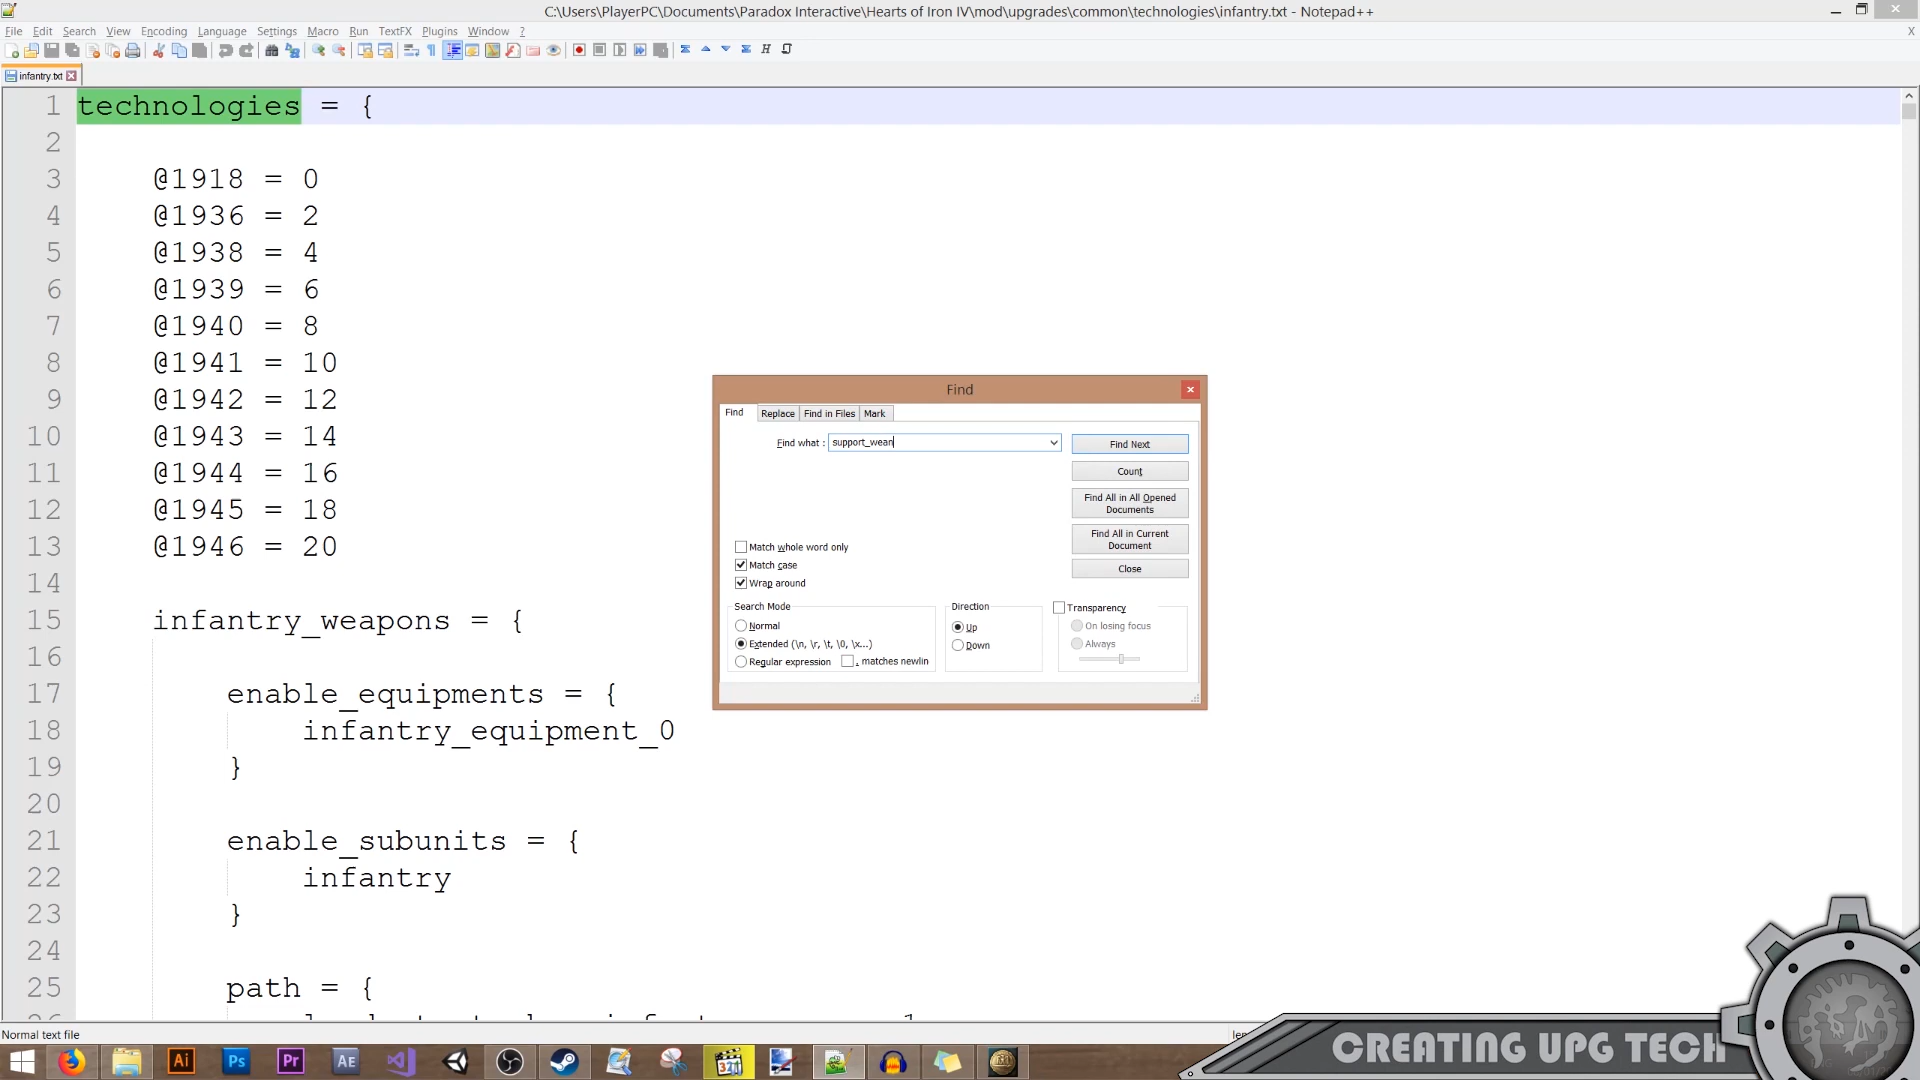 C:\Users\PlayerPC\Documents\Paradox Interactive\Hearts of Iron IV\mod\upgrades\common\technologies\infantry.txt - Notepad++
File Edit Search View Encoding Language Settings Macro Run TextFX Plugins Window ? X
infantry.txt
1 technologies = {
2
3 @1918 = 0
4 @1936 = 2
5 @1938 = 4
6 @1939 = 6
7 @1940 = 8
8 @1941 = 10
9 @1942 = 12
10 @1943 = 14
11 @1944 = 16
12 @1945 = 18
13 @1946 = 20
14
15 infantry_weapons = {
16
17 enable_equipments = {
18 infantry_equipment_0
19 }
20
21 enable_subunits = {
22 infantry
23 }
24
25 path = {
Find
Find Replace Find in Files Mark
Find what : support_wean
Find Next
Count
Find All in All Opened
Documents
Find All in Current
Document
Close
Match whole word only
Match case
Wrap around
Search Mode
Normal
Extended (\n, \r, \t, \0, \x...)
Regular expression . matches newlin
Direction
Up
Down
Transparency
On losing focus
Always
Normal text file
Ai Ps Pr AE 321
CREATING UPG TECH